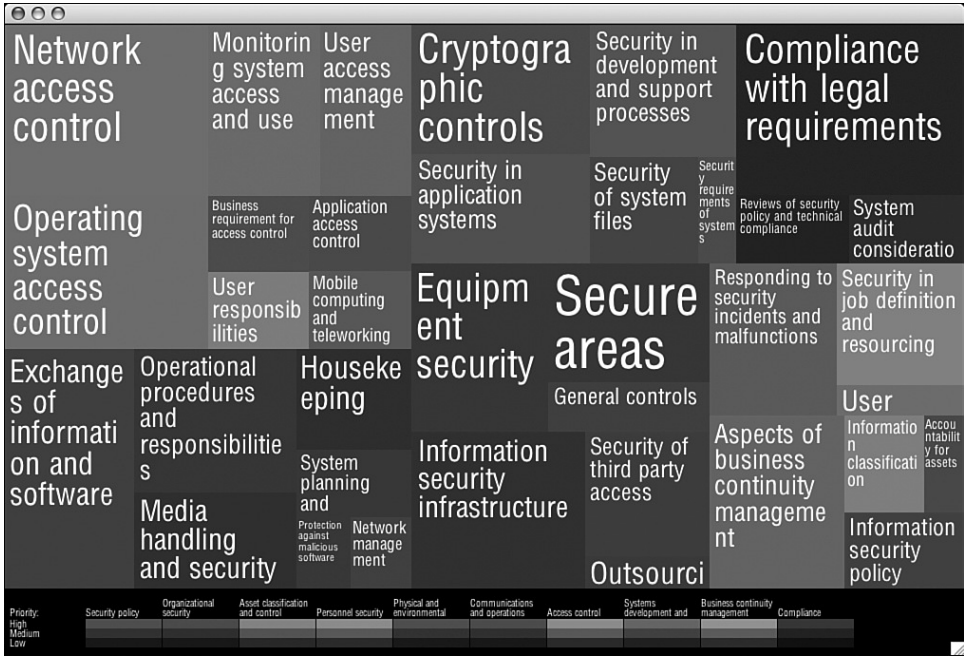 Network
access
control
Monitorin
g system
access
and use
User
access
manage
ment
Cryptogra
phic
controls
Security in
development
and support
processes
Compliance
with legal
requirements
Security in
application
systems
Security
of system
files
Securit
y
require
ments
of
system
s
Reviews of security
policy and technical
compliance
System
audit
consideratio
Operating
system
access
control
Business
requirement for
access control
Application
access
control
User
responsib
ilities
Mobile
computing
and
teleworking
Equipm
ent
security
Secure
areas
General controls
Responding to
security
incidents and
malfunctions
Security in
job definition
and
resourcing
User
Exchange
s of
informati
on and
software
Operational
procedures
and
responsibilitie
s
Houseke
eping
System
planning
and
Media
handling
and security
Protection
against
malicious
software
Network
manage
ment
Information
security
infrastructure
Security of
third party
access
Outsourci
Aspects of
business
continuity
manageme
nt
Informatio
n
classificati
on
Accou
ntabilit
y for
assets
Information
security
policy
Priority:
High
Medium
Low
Security policy
Organizational
security
Asset classification
and control
Personnel security
Physical and
environmental
Communications
and operations
Access control
Systems
development and
Business continuity
management
Compliance